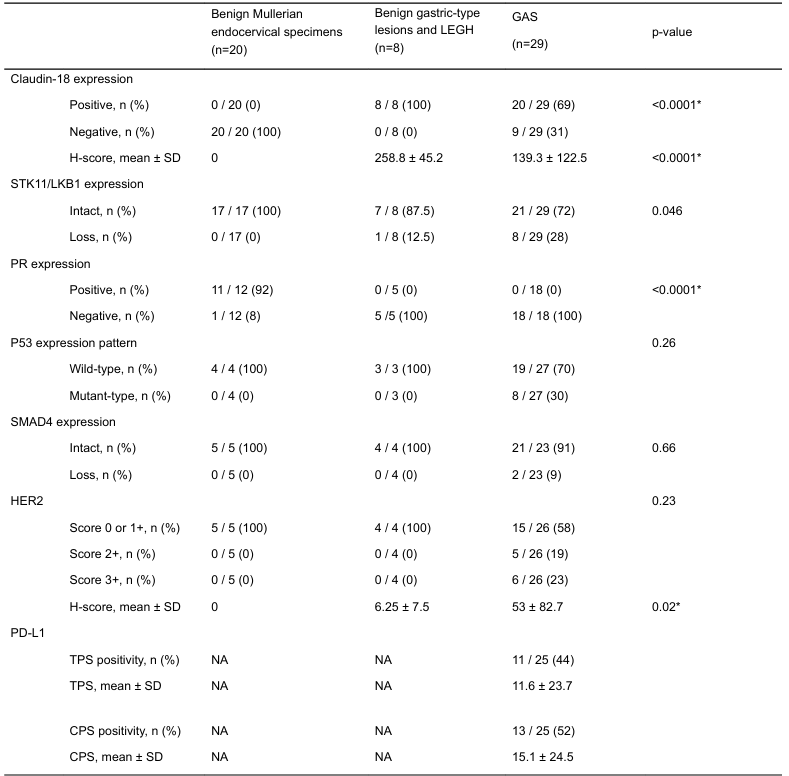 Benign Mullerian endocervical specimens (n=20) Benign gastric-type lesions and LEGH (n=8) GAS (n=29) p-value
Claudin-18 expression
Positive, n (%) 0 / 20 (0) 8 / 8 (100) 20 / 29 (69) <0.0001*
Negative, n (%) 20 / 20 (100) 0 / 8 (0) 9 / 29 (31)
H-score, mean ± SD 0 258.8 ± 45.2 139.3 ± 122.5 <0.0001*
STK11/LKB1 expression
Intact, n (%) 17 / 17 (100) 7 / 8 (87.5) 21 / 29 (72) 0.046
Loss, n (%) 0 / 17 (0) 1 / 8 (12.5) 8 / 29 (28)
PR expression
Positive, n (%) 11 / 12 (92) 0 / 5 (0) 0 / 18 (0) <0.0001*
Negative, n (%) 1 / 12 (8) 5 /5 (100) 18 / 18 (100)
P53 expression pattern 0.26
Wild-type, n (%) 4 / 4 (100) 3 / 3 (100) 19 / 27 (70)
Mutant-type, n (%) 0 / 4 (0) 0 / 3 (0) 8 / 27 (30)
SMAD4 expression
Intact, n (%) 5 / 5 (100) 4 / 4 (100) 21 / 23 (91) 0.66
Loss, n (%) 0 / 5 (0) 0 / 4 (0) 2 / 23 (9)
HER2 0.23
Score 0 or 1+, n (%) 5 / 5 (100) 4 / 4 (100) 15 / 26 (58)
Score 2+, n (%) 0 / 5 (0) 0 / 4 (0) 5 / 26 (19)
Score 3+, n (%) 0 / 5 (0) 0 / 4 (0) 6 / 26 (23)
H-score, mean ± SD 0 6.25 ± 7.5 53 ± 82.7 0.02*
PD-L1
TPS positivity, n (%) NA NA 11 / 25 (44)
TPS, mean ± SD NA NA 11.6 ± 23.7
CPS positivity, n (%) NA NA 13 / 25 (52)
CPS, mean ± SD NA NA 15.1 ± 24.5